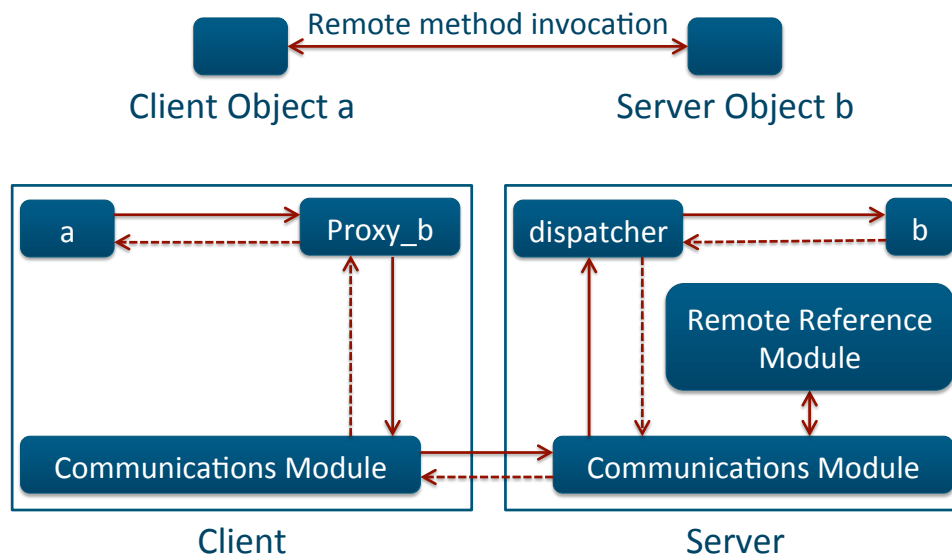 Remote method invocation
Client Object a
Server Object b
a
Proxy_b
dispatcher
b
Remote Reference
Module
Communications Module
Communications Module
Client
Server